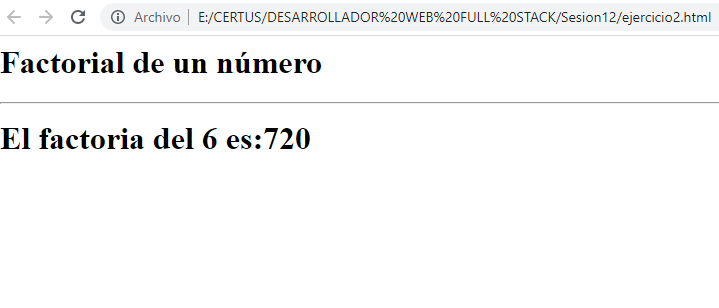 Archivo E:/CERTUS/DESARROLLADOR%20WEB%20FULL%20STACK/Sesion12/ejercicio2.html
Factorial de un número
El factoria del 6 es:720